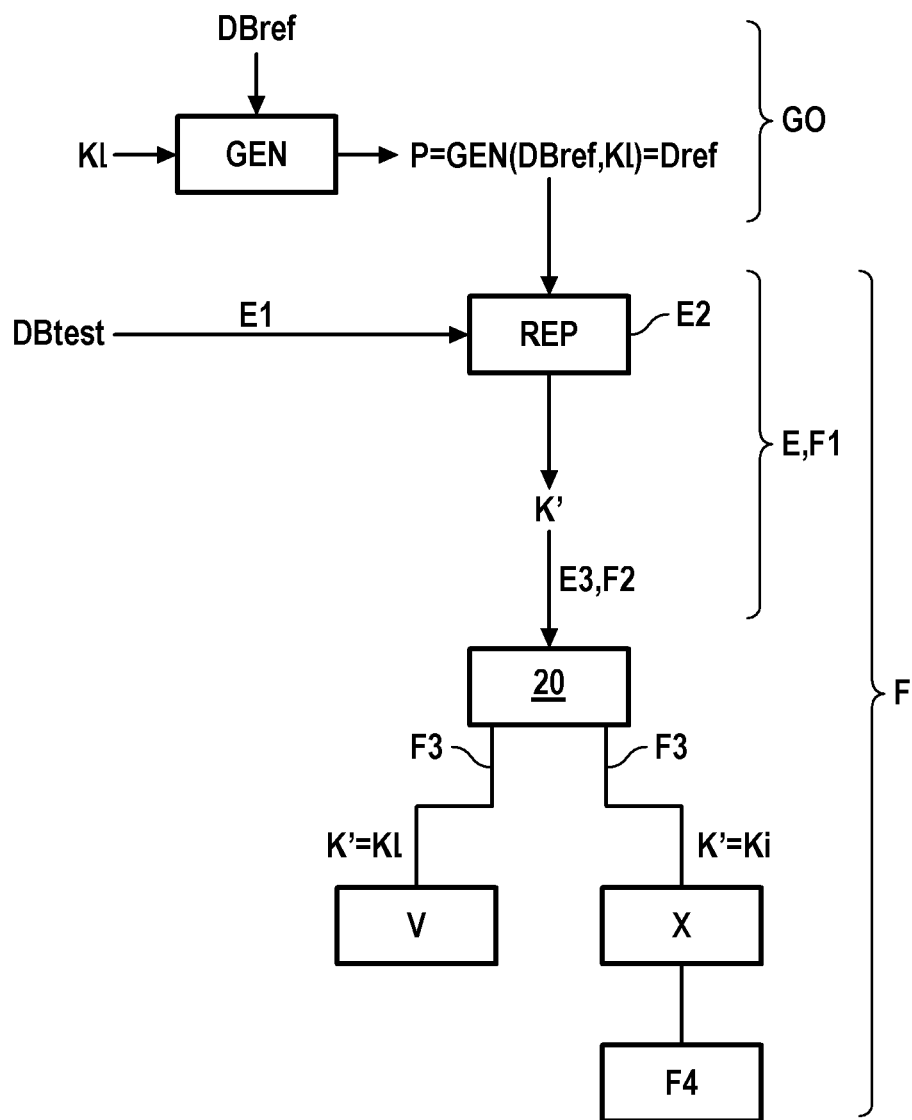 DBref
GO
Kl
GEN
P=GEN(DBref,Kl)=Dref
DBtest
E1
REP
E2
E,F1
K'
E3,F2
20
F
F3
F3
K'=Kl
K'=Ki
V
X
F4